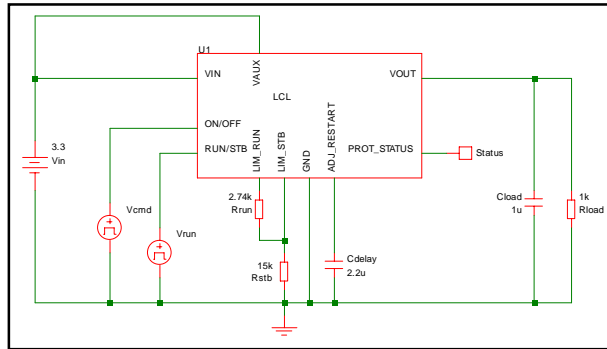 U1
VIN
VAUX
VOUT
LCL
ON/OFF
RUN/STB
LIM_RUN
LIM_STB
GND
ADJ_RESTART
PROT_STATUS
Status
3.3
Vin
Vcmd
Vrun
2.74k
Rrun
15k
Rstb
Cdelay
2.2u
Cload
1u
1k
Rload